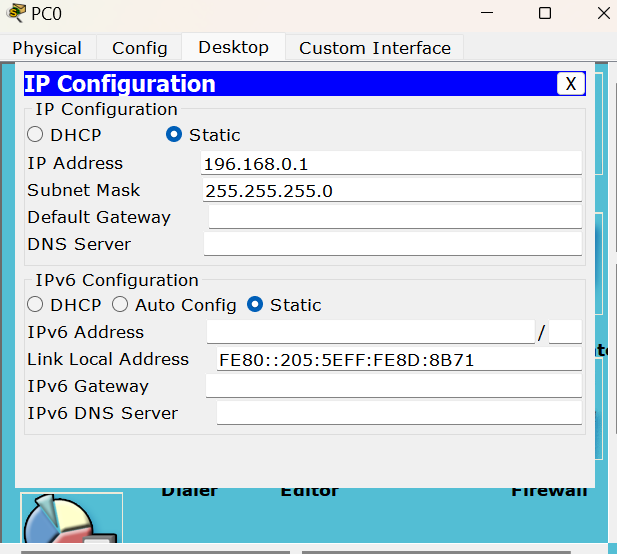 PC0
Physical Config Desktop Custom Interface
IP Configuration X
IP Configuration
DHCP Static
IP Address 196.168.0.1
Subnet Mask 255.255.255.0
Default Gateway
DNS Server
IPv6 Configuration
DHCP Auto Config Static
IPv6 Address /
Link Local Address FE80::205:5EFF:FE8D:8B71
IPv6 Gateway
IPv6 DNS Server
Dialer Editor Firewall